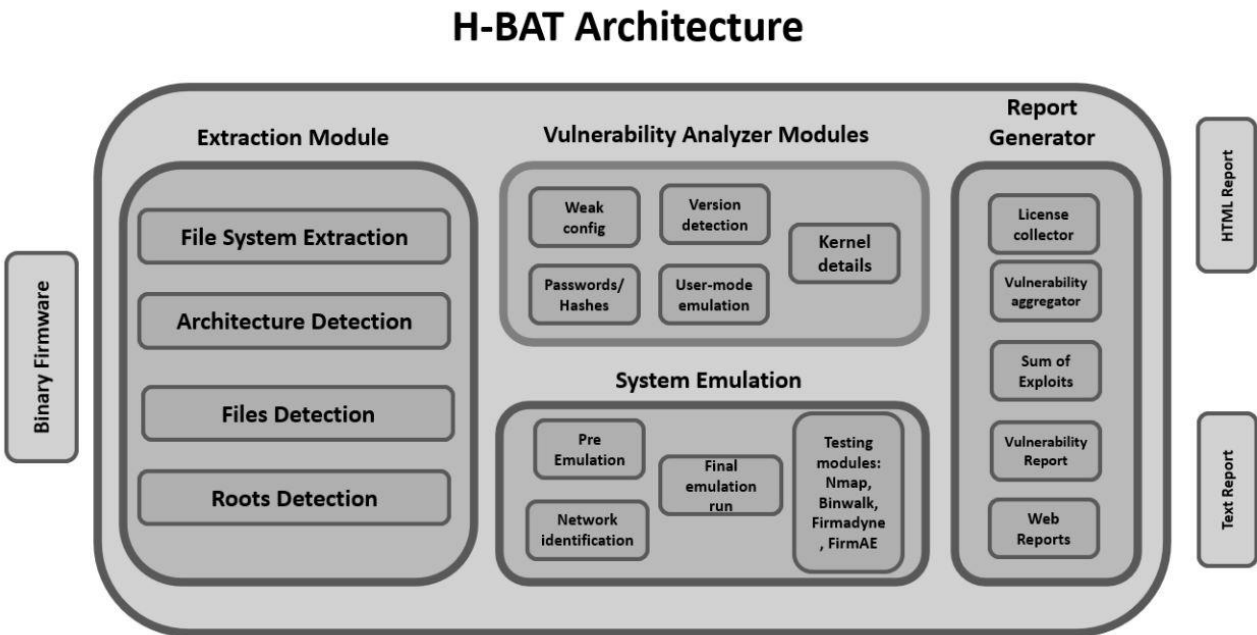 H-BAT Architecture
Binary Firmware
Extraction Module
File System Extraction
Architecture Detection
Files Detection
Roots Detection
Vulnerability Analyzer Modules
Weak
config
Version
detection
Kernel
details
Passwords/
Hashes
User-mode
emulation
System Emulation
Pre
Emulation
Network
identification
Final
emulation
run
Testing
modules:
Nmap,
Binwalk,
Firmadyne
, FirmAE
Report
Generator
License
collector
Vulnerability
aggregator
Sum of
Exploits
Vulnerability
Report
Web
Reports
HTML Report
Text Report